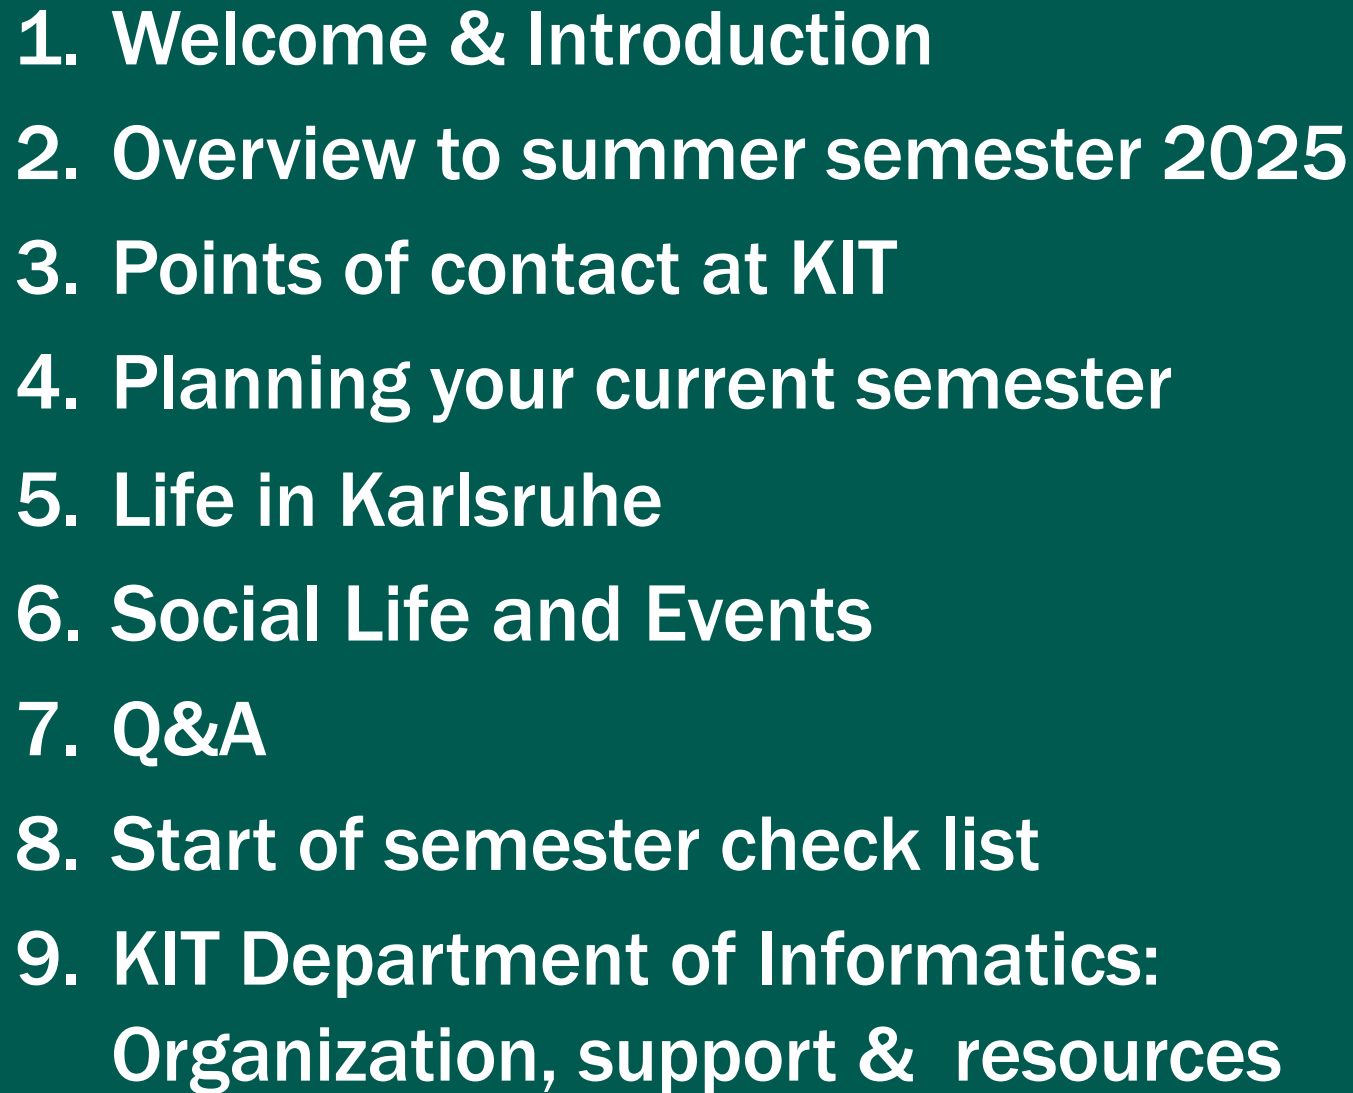 1. Welcome & Introduction
2. Overview to summer semester 2025
3. Points of contact at KIT
4. Planning your current semester
5. Life in Karlsruhe
6. Social Life and Events
7. Q&A
8. Start of semester check list
9. KIT Department of Informatics:
Organization, support & resources